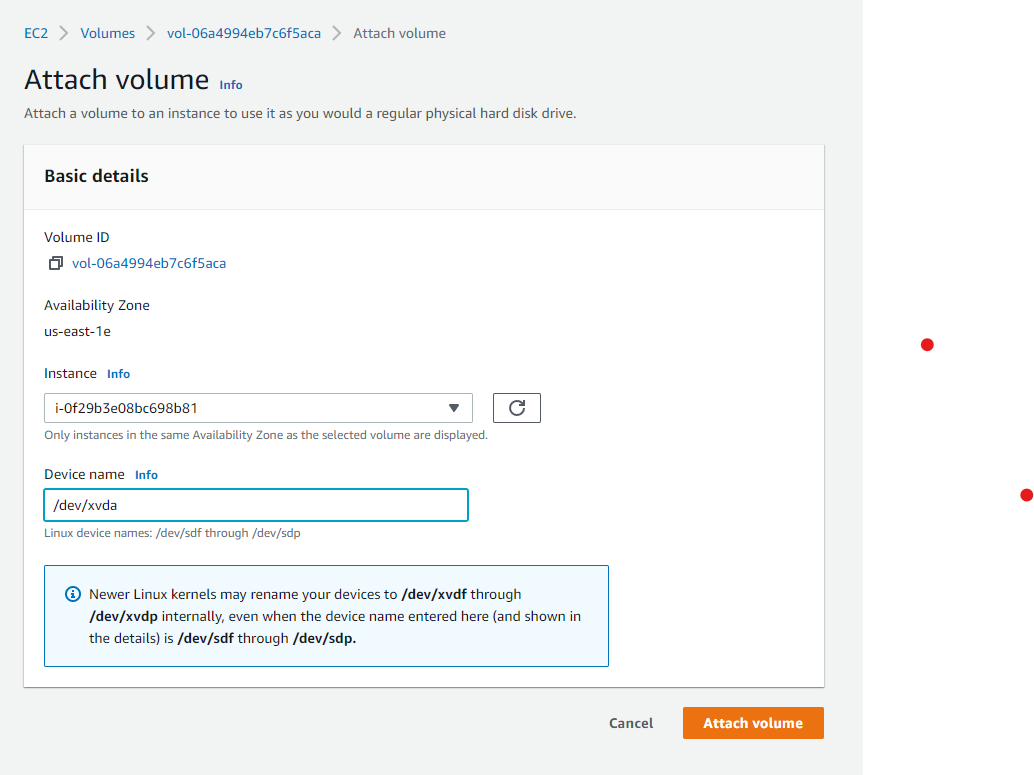 EC2 Volumes vol-06a4994eb7c6f5aca Attach volume
Attach volume Info
Attach a volume to an instance to use it as you would a regular physical hard disk drive.
Basic details
Volume ID
vol-06a4994eb7c6f5aca
Availability Zone
us-east-1e
Instance Info
i-0f29b3e08bc698b81
Only instances in the same Availability Zone as the selected volume are displayed.
Device name Info
/dev/xvda
Linux device names: /dev/sdf through /dev/sdp
Newer Linux kernels may rename your devices to /dev/xvdf through
/dev/xvdp internally, even when the device name entered here (and shown in
the details) is /dev/sdf through /dev/sdp.
Cancel Attach volume